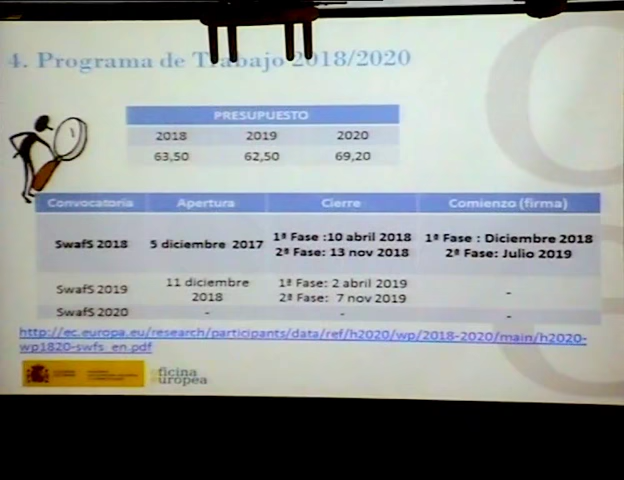 4. Programa de Trabajo 2018/2020
PRESUPUESTO
2018 2019 2020
63,50 62,50 69,20
Convocatoria Apertura Cierre Comienzo (firma)
SwafS 2018 5 diciembre 2017 1ª Fase :10 abril 2018 1ª Fase : Diciembre 2018
2ª Fase: 13 nov 2018 2ª Fase: Julio 2019
SwafS 2019 11 diciembre 1ª Fase: 2 abril 2019 -
2018 2ª Fase: 7 nov 2019
SwafS 2020 - - -
http://ec.europa.eu/research/participants/data/ref/h2020/wp/2018-2020/main/h2020-
wp1820-swfs_en.pdf
oficina
europea